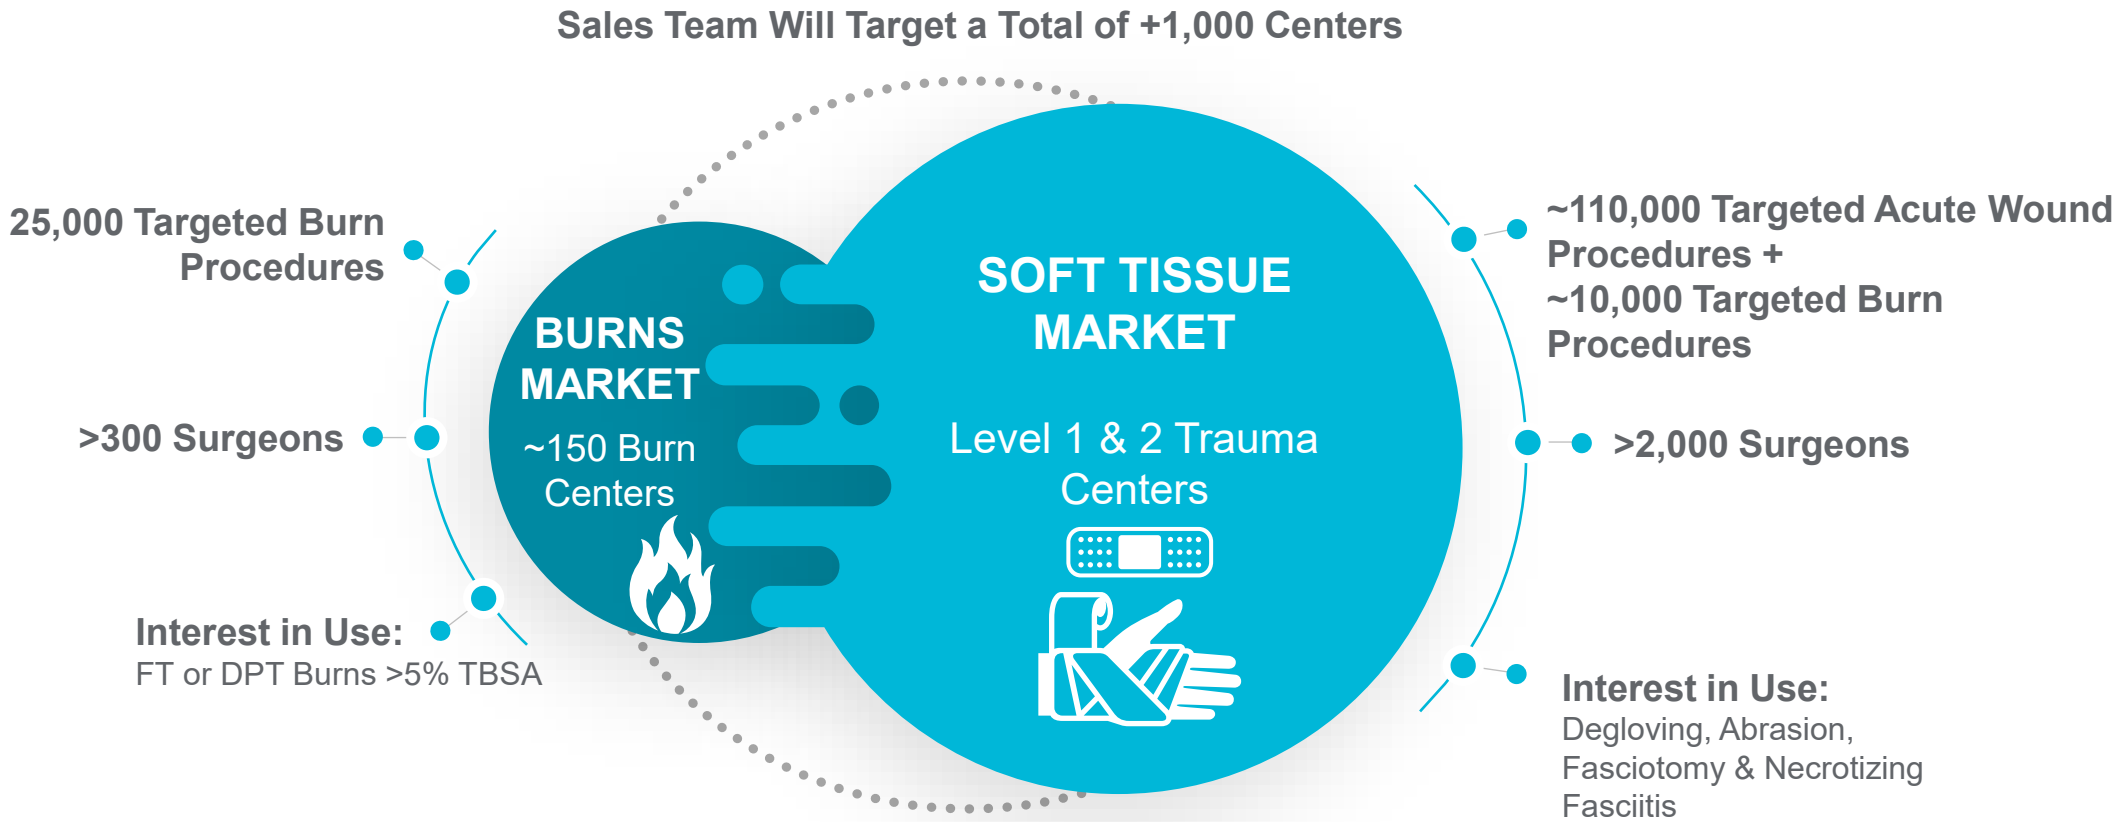 Sales Team Will Target a Total of +1,000 Centers
25,000 Targeted Burn
Procedures
>300 Surgeons
Interest in Use:
FT or DPT Burns >5% TBSA
BURNS
MARKET
~150 Burn
Centers
SOFT TISSUE
MARKET
Level 1 & 2 Trauma
Centers
~110,000 Targeted Acute Wound
Procedures +
~10,000 Targeted Burn
Procedures
>2,000 Surgeons
Interest in Use:
Degloving, Abrasion,
Fasciotomy & Necrotizing
Fasciitis